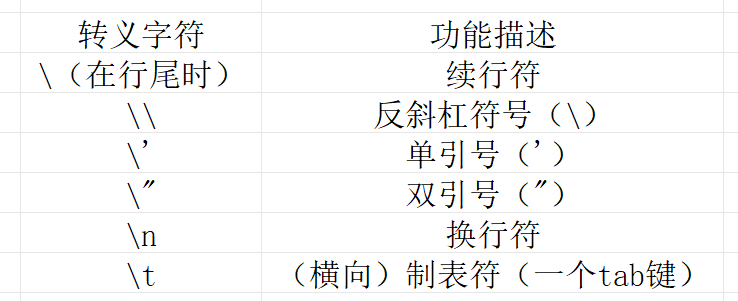 转义字符 功能描述
\（在行尾时） 续行符
\\ 反斜杠符号（\）
\' 单引号（'）
\" 双引号（"）
\n 换行符
\t （横向）制表符（一个tab键）